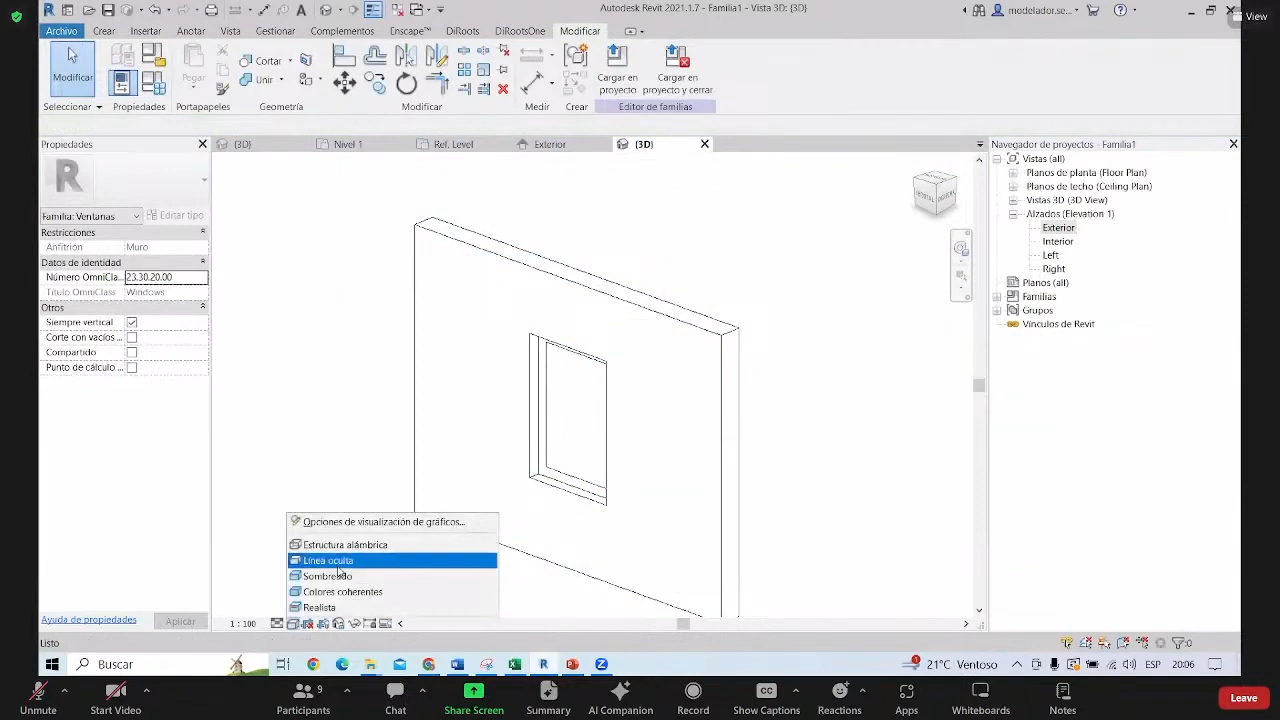 Autodesk Revit 2021.1.7 - Familia1 - Vista 3D: {3D}
modelador.se...
View
Archivo
Crear
Insertar
Anotar
Vista
Gestionar
Complementos
Enscape™
DiRoots
DiRootsOne
Modificar
Modificar
Pegar
Cortar
Unir
Cargar en
proyecto
Cargar en
proyecto y cerrar
Seleccionar
Propiedades
Portapapeles
Geometría
Modificar
Medir
Crear
Editor de familias
Propiedades
{3D}
Nivel 1
Ref. Level
Exterior
{3D}
Navegador de proyectos - Familia1
R
Familia: Ventanas
Editar tipo
Restricciones
Anfitrión
Muro
Datos de identidad
Número OmniCla...
23.30.20.00
Título OmniClass
Windows
Otros
Siempre vertical
Corte con vacíos ...
Compartido
Punto de cálculo ...
Vistas (all)
Planos de planta (Floor Plan)
Planos de techo (Ceiling Plan)
Vistas 3D (3D View)
Alzados (Elevation 1)
Exterior
Interior
Left
Right
Planos (all)
Familias
Grupos
Vínculos de Revit
Opciones de visualización de gráficos...
Estructura alámbrica
Línea oculta
Sombreado
Colores coherentes
Realista
Ayuda de propiedades
Aplicar
1 : 100
Listo
:0
Buscar
21°C Ventoso
ESP
20:06
Unmute
Start Video
Participants
9
Chat
Share Screen
Summary
AI Companion
Record
Show Captions
Reactions
Apps
Whiteboards
Notes
Leave